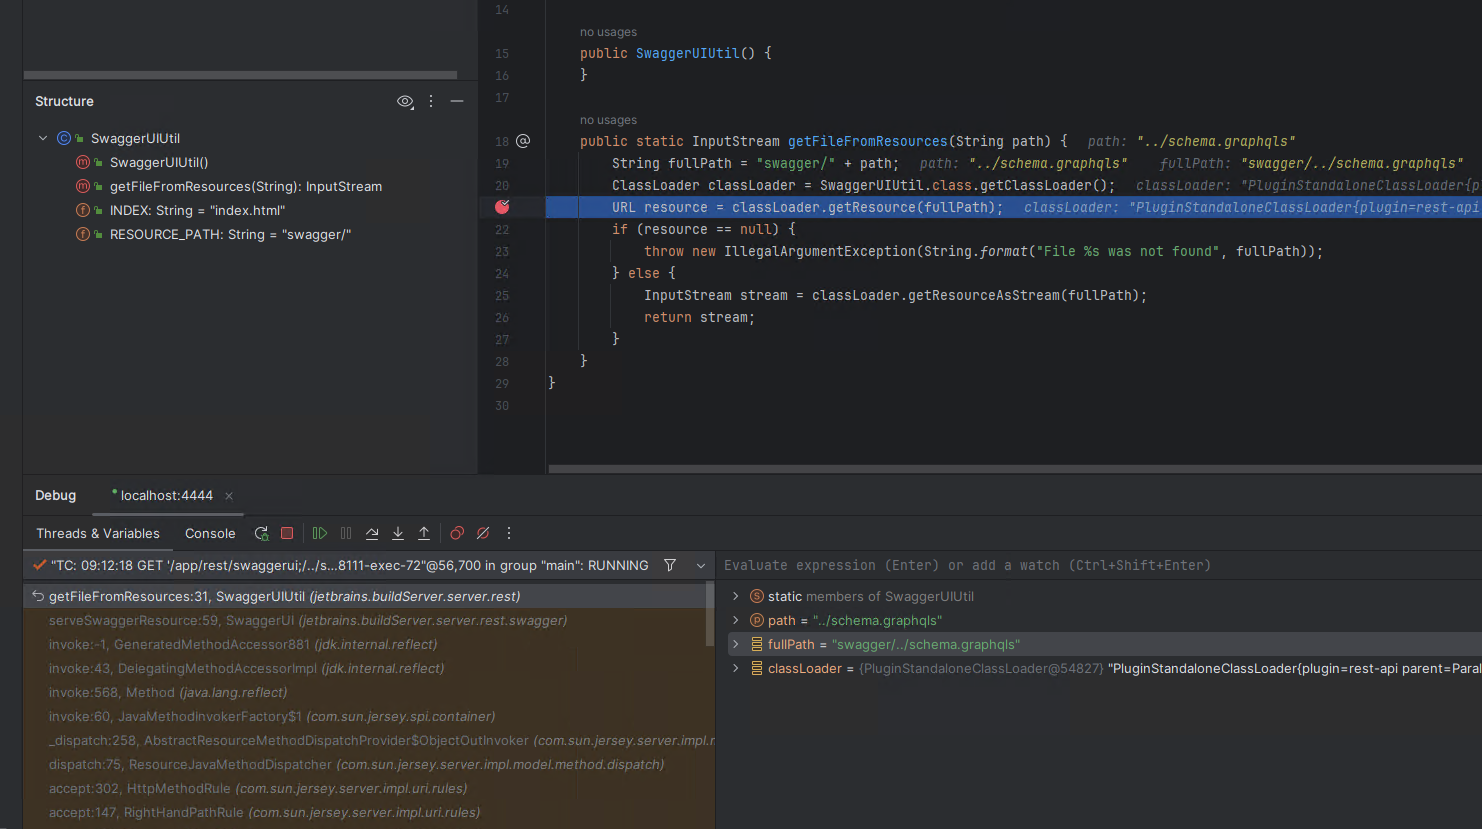 14
no usages
15 public SwaggerUIUtil() {
16 }
17
no usages
18 @ public static InputStream getFileFromResources(String path) { path: "../schema.graphqls"
19 String fullPath = "swagger/" + path; path: "../schema.graphqls" fullPath: "swagger/../schema.graphqls"
20 ClassLoader classLoader = SwaggerUIUtil.class.getClassLoader(); classLoader: "PluginStandaloneClassLoader{p
URL resource = classLoader.getResource(fullPath); classLoader: "PluginStandaloneClassLoader{plugin=rest-api
22 if (resource == null) {
23 throw new IllegalArgumentException(String.format("File %s was not found", fullPath));
24 } else {
25 InputStream stream = classLoader.getResourceAsStream(fullPath);
26 return stream;
27 }
28 }
29 }
30
Structure
SwaggerUIUtil
SwaggerUIUtil()
getFileFromResources(String): InputStream
INDEX: String = "index.html"
RESOURCE_PATH: String = "swagger/"
Debug localhost:4444
Threads & Variables Console
"TC: 09:12:18 GET '/app/rest/swaggerui;/../s...8111-exec-72"@56,700 in group "main": RUNNING
getFileFromResources:31, SwaggerUIUtil (jetbrains.buildServer.server.rest)
serveSwaggerResource:59, SwaggerUI (jetbrains.buildServer.server.rest.swagger)
invoke:-1, GeneratedMethodAccessor881 (jdk.internal.reflect)
invoke:43, DelegatingMethodAccessorImpl (jdk.internal.reflect)
invoke:568, Method (java.lang.reflect)
invoke:60, JavaMethodInvokerFactory$1 (com.sun.jersey.spi.container)
_dispatch:258, AbstractResourceMethodDispatchProvider$ObjectOutInvoker (com.sun.jersey.server.impl.r
dispatch:75, ResourceJavaMethodDispatcher (com.sun.jersey.server.impl.model.method.dispatch)
accept:302, HttpMethodRule (com.sun.jersey.server.impl.uri.rules)
accept:147, RightHandPathRule (com.sun.jersey.server.impl.uri.rules)
Evaluate expression (Enter) or add a watch (Ctrl+Shift+Enter)
static members of SwaggerUIUtil
path = "../schema.graphqls"
fullPath = "swagger/../schema.graphqls"
classLoader = {PluginStandaloneClassLoader@54827} "PluginStandaloneClassLoader{plugin=rest-api parent=Paral